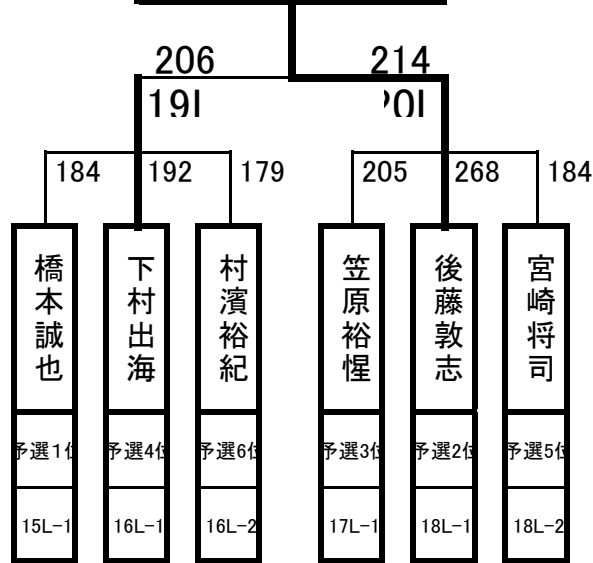 206 214
184 192 179 205 268 184
橋本誠也 下村出海 村濱裕紀 笠原裕惺 後藤敦志 宮崎将司
予選1位 予選4位 予選6位 予選3位 予選2位 予選5位
15L-1 16L-1 16L-2 17L-1 18L-1 18L-2